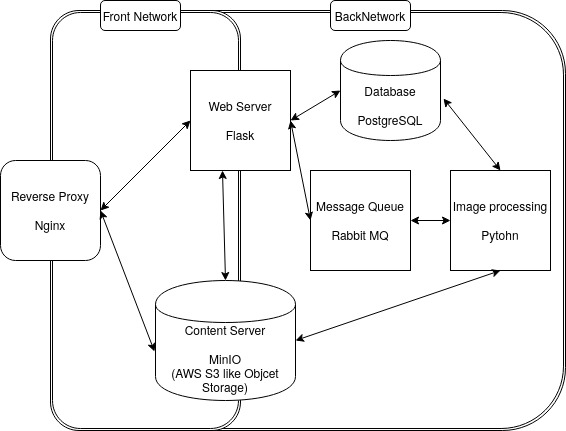 Front Network
BackNetwork
Web Server
Flask
Database
PostgreSQL
Reverse Proxy
Nginx
Message Queue
Rabbit MQ
Image processing
Pytohn
Content Server
MinIO
(AWS S3 like Objcet
Storage)